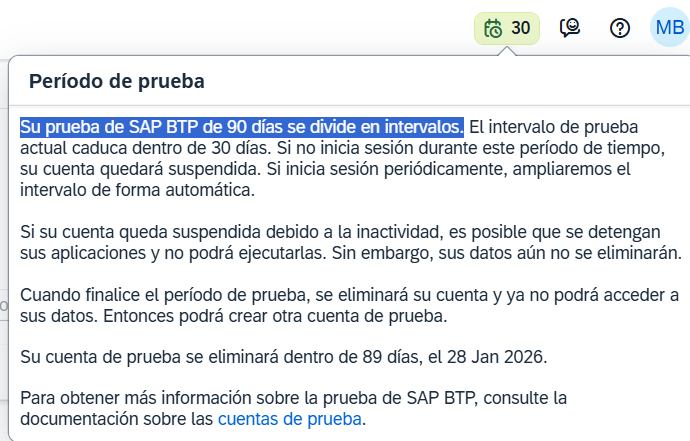 30
MB
Período de prueba
Su prueba de SAP BTP de 90 días se divide en intervalos. El intervalo de prueba
actual caduca dentro de 30 días. Si no inicia sesión durante este período de tiempo,
su cuenta quedará suspendida. Si inicia sesión periódicamente, ampliaremos el
intervalo de forma automática.
Si su cuenta queda suspendida debido a la inactividad, es posible que se detengan
sus aplicaciones y no podrá ejecutarlas. Sin embargo, sus datos aún no se eliminarán.
Cuando finalice el período de prueba, se eliminará su cuenta y ya no podrá acceder a
sus datos. Entonces podrá crear otra cuenta de prueba.
Su cuenta de prueba se eliminará dentro de 89 días, el 28 Jan 2026.
Para obtener más información sobre la prueba de SAP BTP, consulte la
documentación sobre las cuentas de prueba.